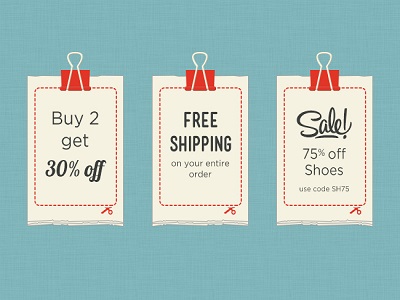 Buy 2
get
30% off
FREE
SHIPPING
on your entire
order
Sale!
75% off
Shoes
use code SH75